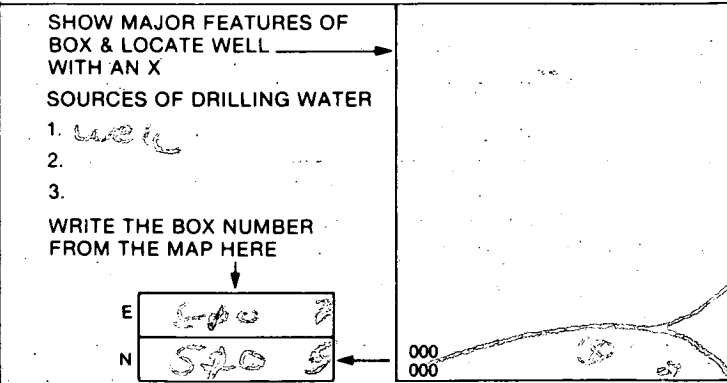 SHOW MAJOR FEATURES OF
BOX & LOCATE WELL
WITH AN X
SOURCES OF DRILLING WATER
1. well
2.
3.
WRITE THE BOX NUMBER
FROM THE MAP HERE
E
N
000
000